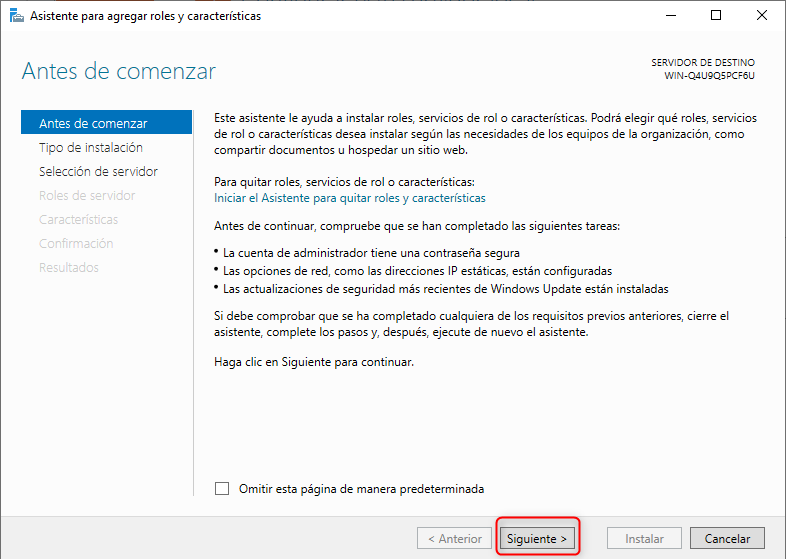 Asistente para agregar roles y características
Antes de comenzar
SERVIDOR DE DESTINO
WIN-Q4U9Q5PCF6U
Antes de comenzar
Tipo de instalación
Selección de servidor
Roles de servidor
Características
Confirmación
Resultados
Este asistente le ayuda a instalar roles, servicios de rol o características. Podrá elegir qué roles, servicios
de rol o características desea instalar según las necesidades de los equipos de la organización, como
compartir documentos u hospedar un sitio web.
Para quitar roles, servicios de rol o características:
Iniciar el Asistente para quitar roles y características
Antes de continuar, compruebe que se han completado las siguientes tareas:
• La cuenta de administrador tiene una contraseña segura
• Las opciones de red, como las direcciones IP estáticas, están configuradas
• Las actualizaciones de seguridad más recientes de Windows Update están instaladas
Si debe comprobar que se ha completado cualquiera de los requisitos previos anteriores, cierre el
asistente, complete los pasos y, después, ejecute de nuevo el asistente.
Haga clic en Siguiente para continuar.
Omitir esta página de manera predeterminada
< Anterior
Siguiente >
Instalar
Cancelar